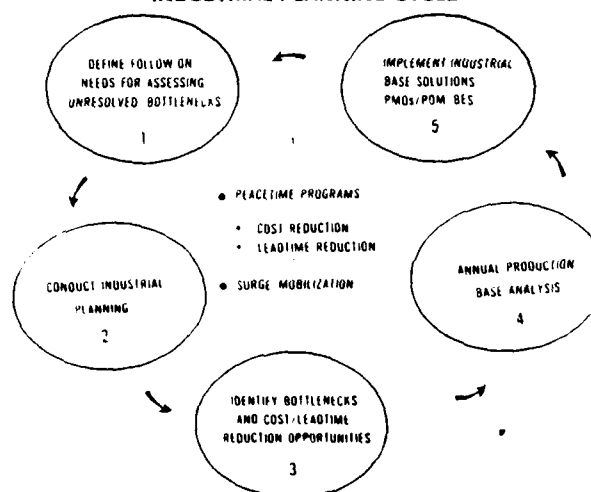 INDUSTRIAL PLANNING CYCLE
DEFINE FOLLOW ON
NEEDS FOR ASSESSING
UNRESOLVED BOTTLENECKS
1
IMPLEMENT INDUSTRIAL
BASE SOLUTIONS
PMOs/POM BES
5
• PEACETIME PROGRAMS
• COST REDUCTION
• LEADTIME REDUCTION
• SURGE MOBILIZATION
CONDUCT INDUSTRIAL
PLANNING
2
ANNUAL PRODUCTION
BASE ANALYSIS
4
IDENTIFY BOTTLENECKS
AND COST/LEADTIME
REDUCTION OPPORTUNITIES
3